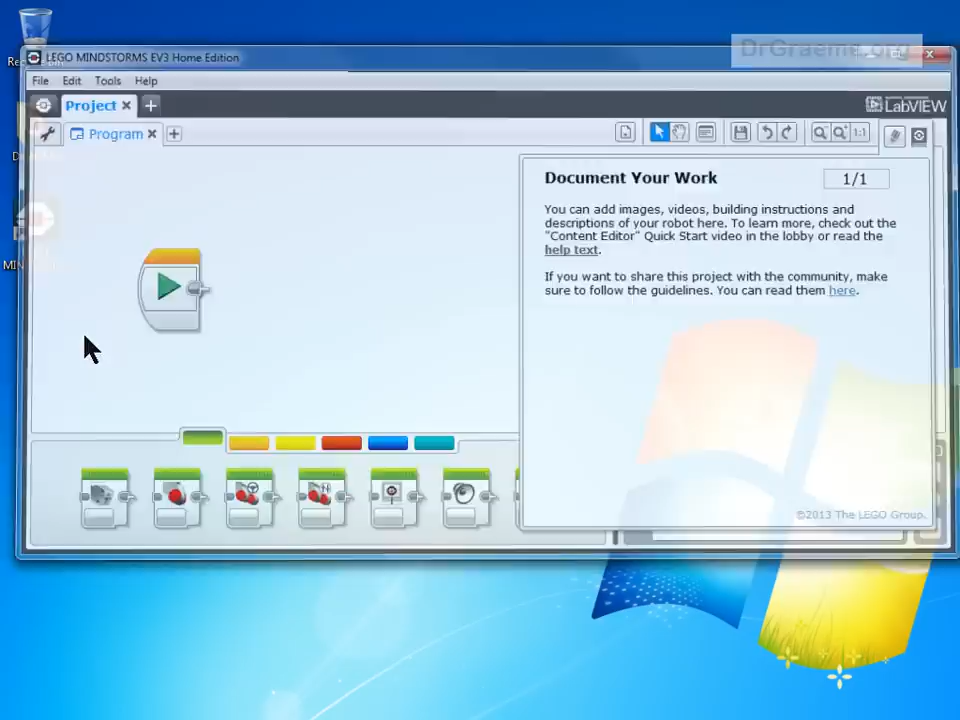 DrGraeme.org
LEGO MINDSTORMS EV3 Home Edition
File Edit Tools Help
Project
LabVIEW
Program
1:1
Document Your Work
1/1
You can add images, videos, building instructions and
descriptions of your robot here. To learn more, check out the
"Content Editor" Quick Start video in the lobby or read the
help text.
If you want to share this project with the community, make
sure to follow the guidelines. You can read them here.
©2013 The LEGO Group.